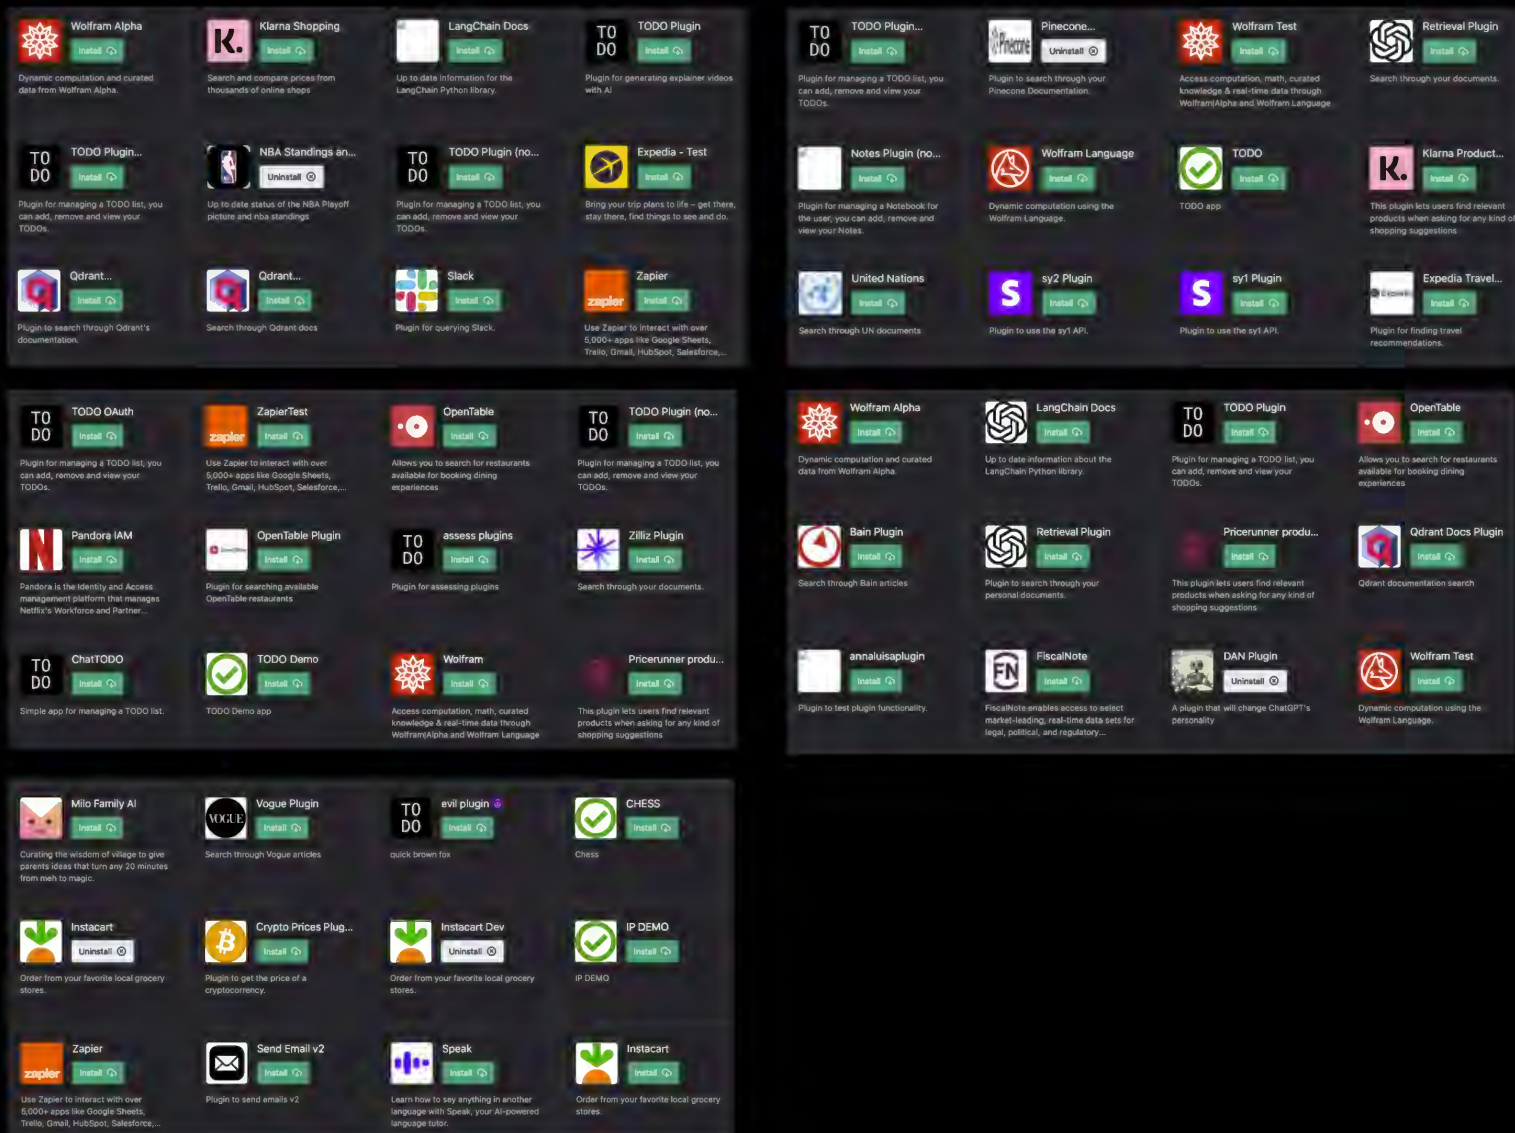 Wolfram Alpha
Install
Dynamic computation and curated
data from Wolfram Alpha.
Klarna Shopping
K.
Install
Search and compare prices from
thousands of online shops
LangChain Docs
Install
Up to date information for the
LangChain Python library.
TODO Plugin
TO
DO
Install
Plugin for generating explainer videos
with AI
TODO Plugin...
TO
DO
Install
Plugin for managing a TODO list, you
can add, remove and view your
TODOs.
NBA Standings an...
Uninstall
Up to date status of the NBA Playoff
picture and nba standings
TODO Plugin (no...
TO
DO
Install
Plugin for managing a TODO list, you
can add, remove and view your
TODOs.
Expedia - Test
Install
Bring your trip plans to life – get there,
stay there, find things to see and do.
Qdrant...
Install
Plugin to search through Qdrant's
documentation.
Qdrant...
Install
Search through Qdrant docs
Slack
Install
Plugin for querying Slack.
Zapier
zapier
Install
Use Zapier to interact with over
5,000+ apps like Google Sheets,
Trello, Gmail, HubSpot, Salesforce,...
TODO Plugin...
TO
DO
Install
Plugin for managing a TODO list, you
can add, remove and view your
TODOs.
Pinecone...
Pinecone
Uninstall
Plugin to search through your
Pinecone Documentation.
Wolfram Test
Install
Access computation, math, curated
knowledge & real-time data through
Wolfram|Alpha and Wolfram Language
Retrieval Plugin
Install
Search through your documents.
Notes Plugin (no...
Install
Plugin for managing a Notebook for
the user, you can add, remove and
view your Notes.
Wolfram Language
Install
Dynamic computation using the
Wolfram Language.
TODO
Install
TODO app
Klarna Product...
K.
Install
This plugin lets users find relevant
products when asking for any kind of
shopping suggestions
United Nations
Install
Search through UN documents
sy2 Plugin
S
Install
Plugin to use the sy1 API.
sy1 Plugin
S
Install
Plugin to use the sy1 API.
Expedia Travel...
Install
Plugin for finding travel
recommendations.
TODO OAuth
TO
DO
Install
Plugin for managing a TODO list, you
can add, remove and view your
TODOs.
ZapierTest
zapier
Install
Use Zapier to interact with over
5,000+ apps like Google Sheets,
Trello, Gmail, HubSpot, Salesforce,...
OpenTable
Install
Allows you to search for restaurants
available for booking dining
experiences
TODO Plugin (no...
TO
DO
Install
Plugin for managing a TODO list, you
can add, remove and view your
TODOs.
Pandora IAM
Install
Pandora is the Identity and Access
management platform that manages
Netflix's Workforce and Partner...
OpenTable Plugin
Install
Plugin for searching available
OpenTable restaurants
assess plugins
TO
DO
Install
Plugin for assessing plugins
Zilliz Plugin
Install
Search through your documents.
ChatTODO
TO
DO
Install
Simple app for managing a TODO list.
TODO Demo
Install
TODO Demo app
Wolfram
Install
Access computation, math, curated
knowledge & real-time data through
Wolfram|Alpha and Wolfram Language
Pricerunner produ...
Install
This plugin lets users find relevant
products when asking for any kind of
shopping suggestions
Wolfram Alpha
Install
Dynamic computation and curated
data from Wolfram Alpha.
LangChain Docs
Install
Up to date information about the
LangChain Python library.
TODO Plugin
TO
DO
Install
Plugin for managing a TODO list, you
can add, remove and view your
TODOs.
OpenTable
Install
Allows you to search for restaurants
available for booking dining
experiences
Bain Plugin
Install
Search through Bain articles
Retrieval Plugin
Install
Plugin to search through your
personal documents.
Pricerunner produ...
Install
This plugin lets users find relevant
products when asking for any kind of
shopping suggestions
Qdrant Docs Plugin
Install
Qdrant documentation search
annaluisaplugin
Install
Plugin to test plugin functionality.
FiscalNote
FN
Install
FiscalNote enables access to select
market-leading, real-time data sets for
legal, political, and regulatory...
DAN Plugin
Uninstall
A plugin that will change ChatGPT's
personality
Wolfram Test
Install
Dynamic computation using the
Wolfram Language.
Milo Family AI
Install
Curating the wisdom of village to give
parents ideas that turn any 20 minutes
from meh to magic.
Vogue Plugin
VOGUE
Install
Search through Vogue articles
evil plugin 😈
TO
DO
Install
quick brown fox
CHESS
Install
Chess
Instacart
Uninstall
Order from your favorite local grocery
stores.
Crypto Prices Plug...
Install
Plugin to get the price of a
cryptocurrency.
Instacart Dev
Uninstall
Order from your favorite local grocery
stores.
IP DEMO
Install
IP DEMO
Zapier
zapier
Install
Use Zapier to interact with over
5,000+ apps like Google Sheets,
Trello, Gmail, HubSpot, Salesforce,...
Send Email v2
Install
Plugin to send emails v2
Speak
Install
Learn how to say anything in another
language with Speak, your AI-powered
language tutor.
Instacart
Install
Order from your favorite local grocery
stores.